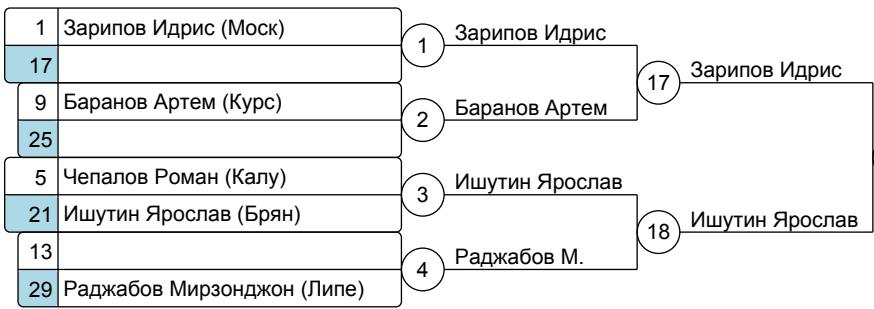 1 Зарипов Идрис (Моск)
17
1 Зарипов Идрис
9 Баранов Артем (Курс)
25
2 Баранов Артем
17 Зарипов Идрис
5 Чепалов Роман (Калу)
21 Ишутин Ярослав (Брян)
3 Ишутин Ярослав
13
29 Раджабов Мирзонджон (Липе)
4 Раджабов М.
18 Ишутин Ярослав